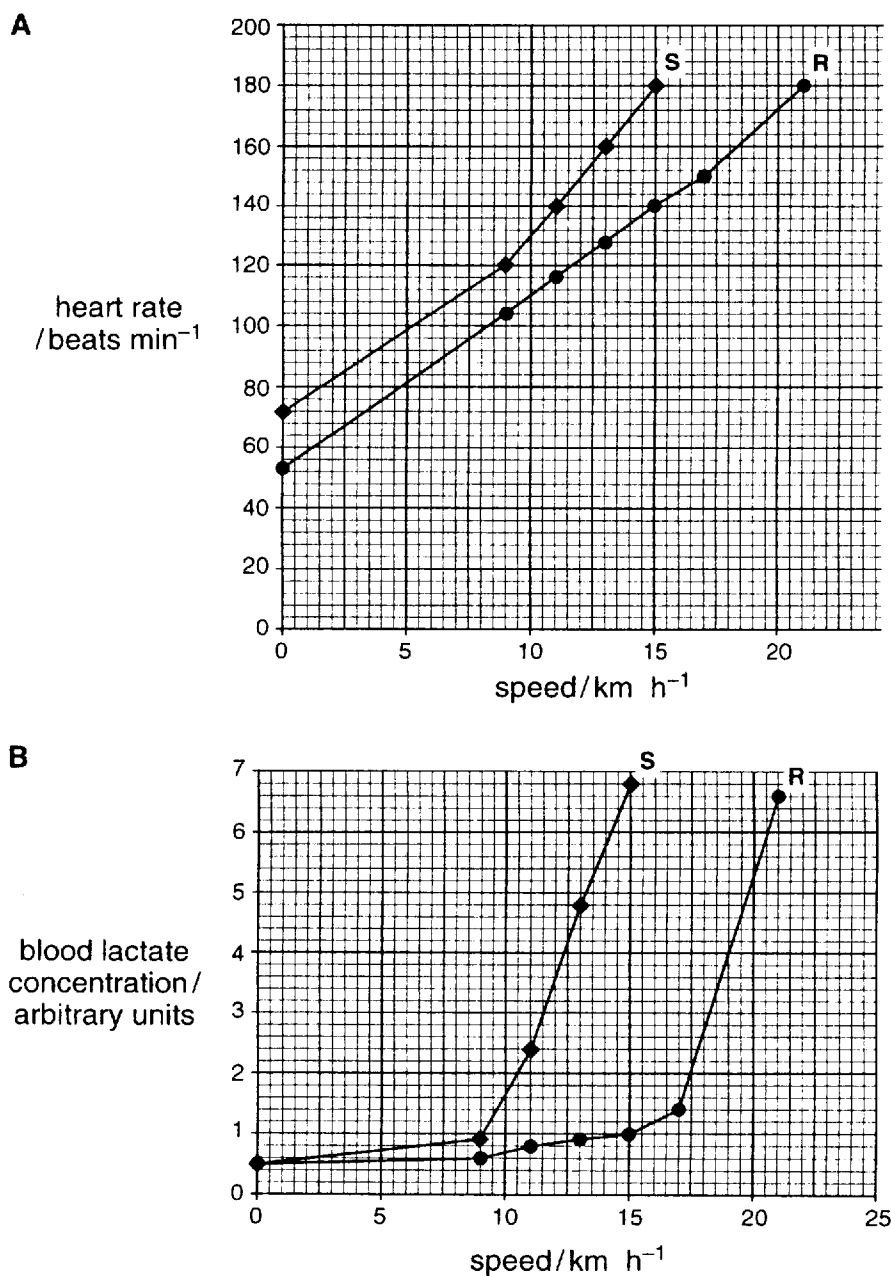 A
200
180
160
140
120
100
80
60
40
20
0
heart rate
/beats min⁻¹
S
R
0 5 10 15 20
speed/km h⁻¹
B
7
6
5
4
3
2
1
0
blood lactate
concentration/
arbitrary units
S
R
0 5 10 15 20 25
speed/km h⁻¹